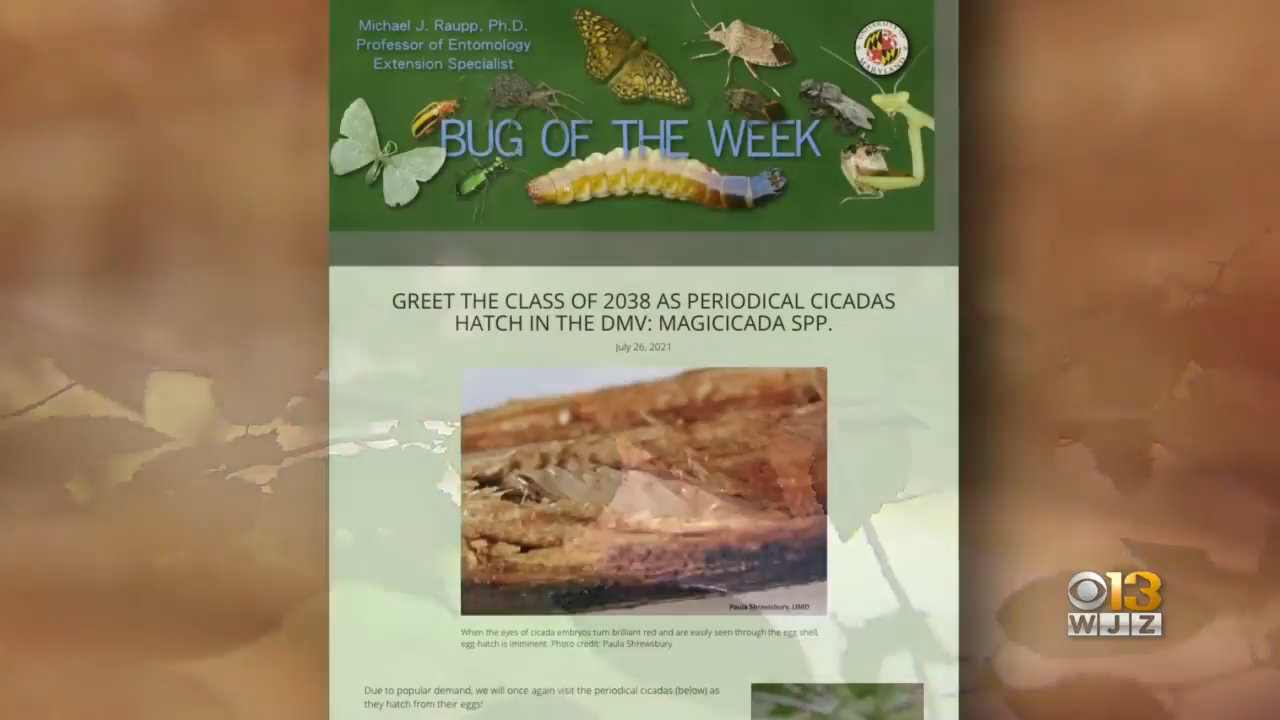 Michael J. Raupp, Ph.D.
Professor of Entomology
Extension Specialist
UNIVERSITY OF MARYLAND
BUG OF THE WEEK
GREET THE CLASS OF 2038 AS PERIODICAL CICADAS
HATCH IN THE DMV: MAGICICADA SPP.
July 26, 2021
Paula Shrewsbury, UMD
When the eyes of cicada embryos turn brilliant red and are easily seen through the egg shell,
egg-hatch is imminent. Photo credit: Paula Shrewsbury
Due to popular demand, we will once again visit the periodical cicadas (below) as
they hatch from their eggs!
13
WJZ